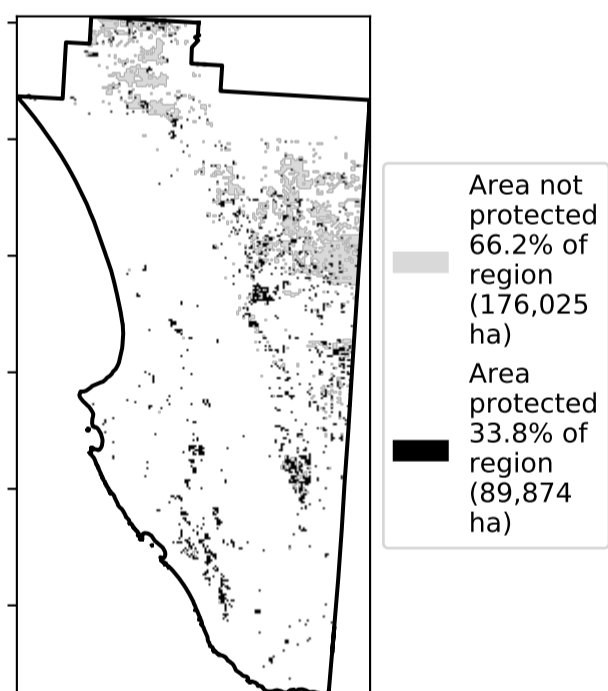 Area not
protected
66.2% of
region
(176,025
ha)
Area
protected
33.8% of
region
(89,874
ha)